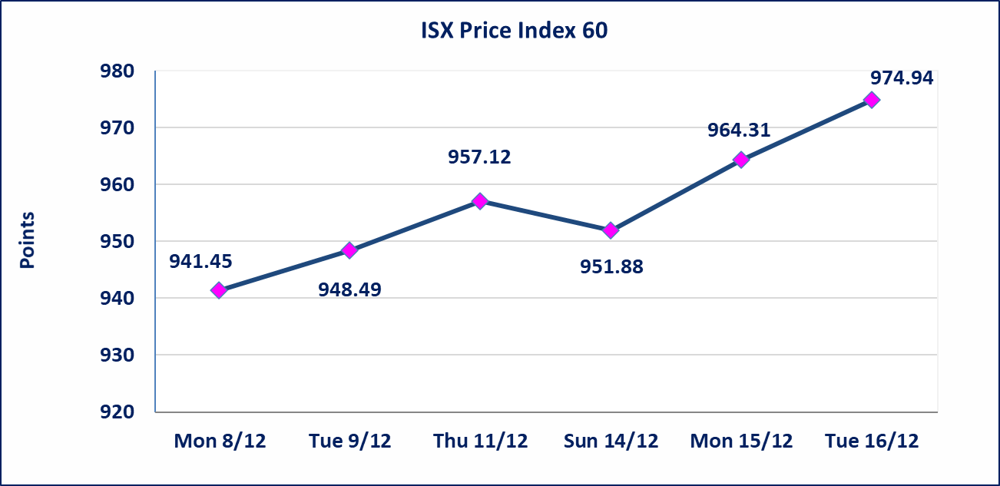 ISX Price Index 60
Points
980
970
960
950
940
930
920
941.45
948.49
957.12
951.88
964.31
974.94
Mon 8/12
Tue 9/12
Thu 11/12
Sun 14/12
Mon 15/12
Tue 16/12